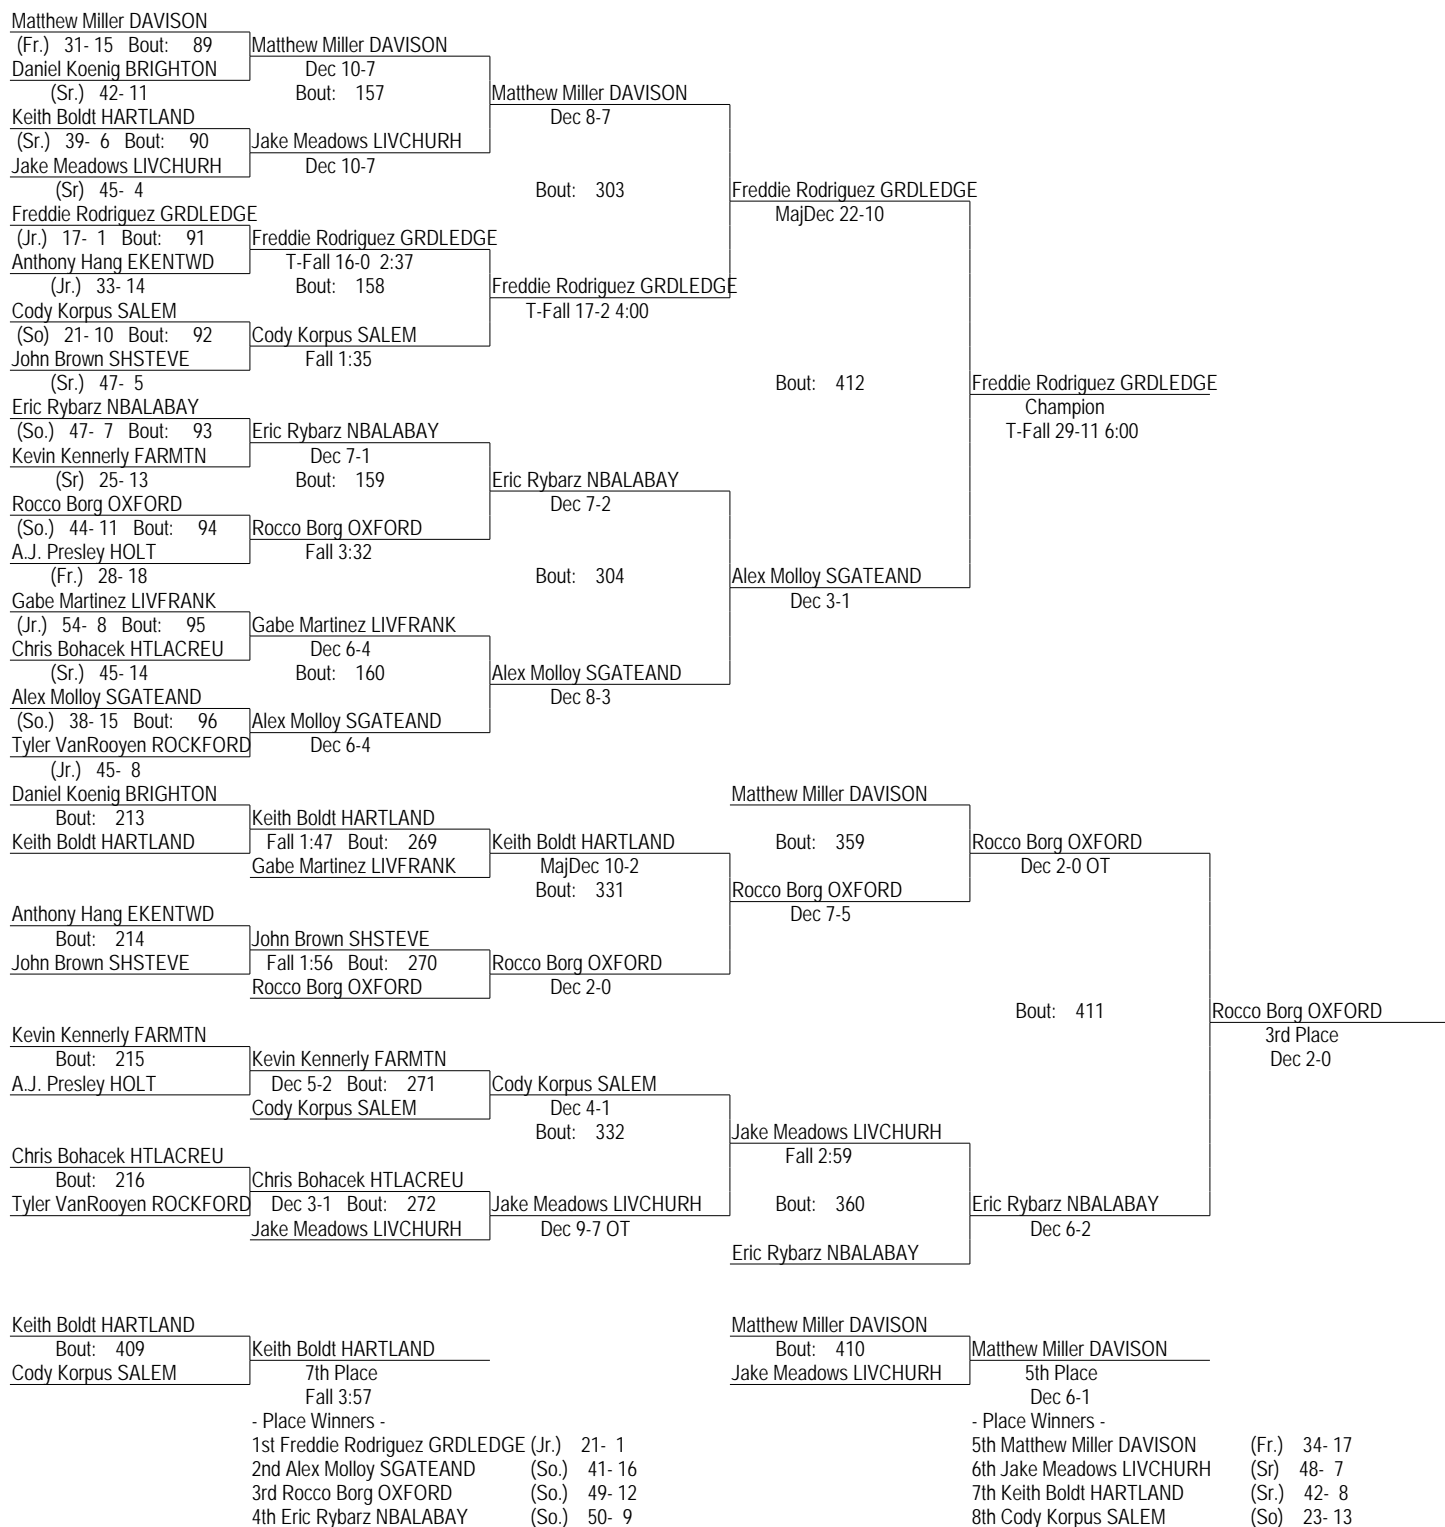 Matthew Miller DAVISON
(Fr.) 31- 15 Bout: 89 Matthew Miller DAVISON
Daniel Koenig BRIGHTON Dec 10-7
(Sr.) 42- 11 Bout: 157 Matthew Miller DAVISON
Keith Boldt HARTLAND Dec 8-7
(Sr.) 39- 6 Bout: 90 Jake Meadows LIVCHURH
Jake Meadows LIVCHURH Dec 10-7
(Sr) 45- 4 Bout: 303 Freddie Rodriguez GRDLEDGE
Freddie Rodriguez GRDLEDGE MajDec 22-10
(Jr.) 17- 1 Bout: 91 Freddie Rodriguez GRDLEDGE
Anthony Hang EKENTWD T-Fall 16-0 2:37
(Jr.) 33- 14 Bout: 158 Freddie Rodriguez GRDLEDGE
Cody Korpus SALEM T-Fall 17-2 4:00
(So) 21- 10 Bout: 92 Cody Korpus SALEM
John Brown SHSTEVE Fall 1:35
(Sr.) 47- 5 Bout: 412 Freddie Rodriguez GRDLEDGE
Eric Rybarz NBALABAY Champion
(So.) 47- 7 Bout: 93 Eric Rybarz NBALABAY T-Fall 29-11 6:00
Kevin Kennerly FARMTN Dec 7-1
(Sr) 25- 13 Bout: 159 Eric Rybarz NBALABAY
Rocco Borg OXFORD Dec 7-2
(So.) 44- 11 Bout: 94 Rocco Borg OXFORD
A.J. Presley HOLT Fall 3:32
(Fr.) 28- 18 Bout: 304 Alex Molloy SGATEAND
Gabe Martinez LIVFRANK Dec 3-1
(Jr.) 54- 8 Bout: 95 Gabe Martinez LIVFRANK
Chris Bohacek HTLACREU Dec 6-4
(Sr.) 45- 14 Bout: 160 Alex Molloy SGATEAND
Alex Molloy SGATEAND Dec 8-3
(So.) 38- 15 Bout: 96 Alex Molloy SGATEAND
Tyler VanRooyen ROCKFORD Dec 6-4
(Jr.) 45- 8
Daniel Koenig BRIGHTON Matthew Miller DAVISON
Bout: 213 Keith Boldt HARTLAND
Keith Boldt HARTLAND Fall 1:47 Bout: 269 Keith Boldt HARTLAND Bout: 359 Rocco Borg OXFORD
Gabe Martinez LIVFRANK MajDec 10-2 Dec 2-0 OT
Bout: 331 Rocco Borg OXFORD
Anthony Hang EKENTWD Dec 7-5
Bout: 214 John Brown SHSTEVE
John Brown SHSTEVE Fall 1:56 Bout: 270 Rocco Borg OXFORD
Rocco Borg OXFORD Dec 2-0
Bout: 411 Rocco Borg OXFORD
Kevin Kennerly FARMTN 3rd Place
Bout: 215 Kevin Kennerly FARMTN Dec 2-0
A.J. Presley HOLT Dec 5-2 Bout: 271 Cody Korpus SALEM
Cody Korpus SALEM Dec 4-1
Bout: 332 Jake Meadows LIVCHURH
Chris Bohacek HTLACREU Fall 2:59
Bout: 216 Chris Bohacek HTLACREU
Tyler VanRooyen ROCKFORD Dec 3-1 Bout: 272 Jake Meadows LIVCHURH Bout: 360 Eric Rybarz NBALABAY
Jake Meadows LIVCHURH Dec 9-7 OT Dec 6-2
Eric Rybarz NBALABAY
Keith Boldt HARTLAND Matthew Miller DAVISON
Bout: 409 Keith Boldt HARTLAND Bout: 410 Matthew Miller DAVISON
Cody Korpus SALEM 7th Place Jake Meadows LIVCHURH 5th Place
Fall 3:57 Dec 6-1
- Place Winners - - Place Winners -
1st Freddie Rodriguez GRDLEDGE (Jr.) 21- 1 5th Matthew Miller DAVISON (Fr.) 34- 17
2nd Alex Molloy SGATEAND (So.) 41- 16 6th Jake Meadows LIVCHURH (Sr) 48- 7
3rd Rocco Borg OXFORD (So.) 49- 12 7th Keith Boldt HARTLAND (Sr.) 42- 8
4th Eric Rybarz NBALABAY (So.) 50- 9 8th Cody Korpus SALEM (So) 23- 13